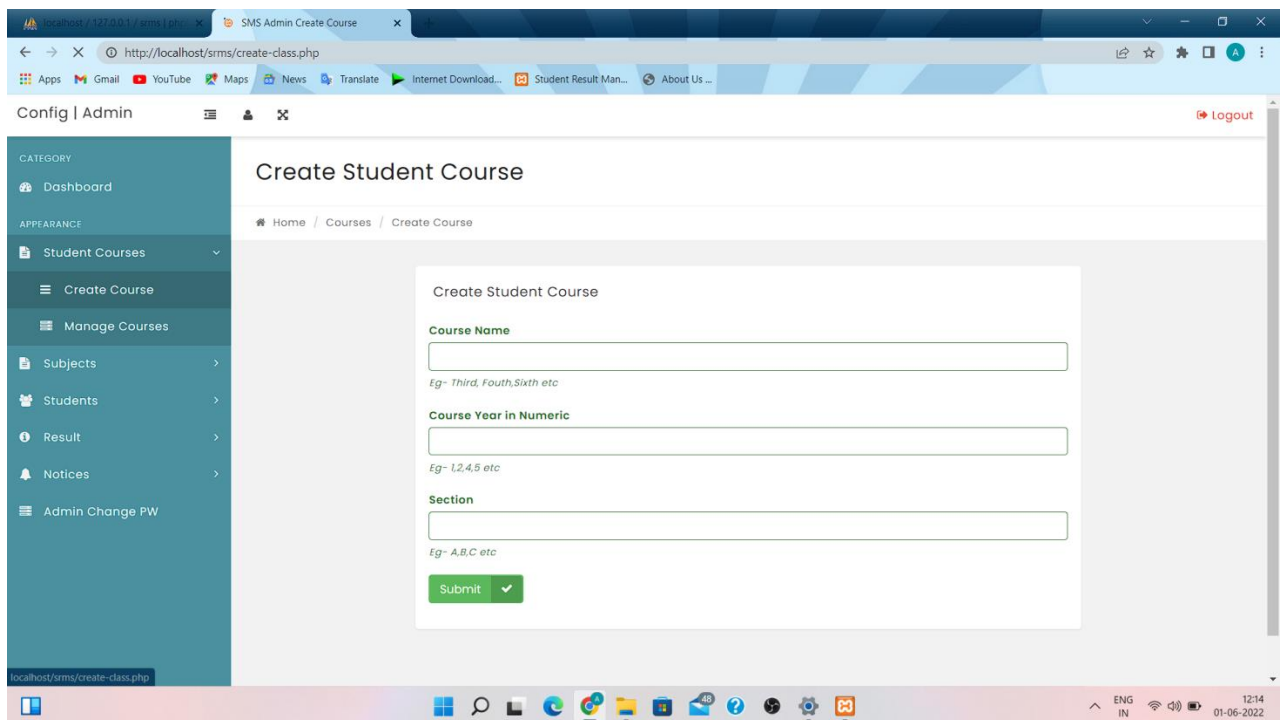 localhost / 127.0.0.1 / srms | php
SMS Admin Create Course
http://localhost/srms/create-class.php
A
Apps Gmail YouTube Maps News Translate Internet Download... Student Result Man... About Us ...
Config | Admin
Logout
CATEGORY
Dashboard
APPEARANCE
Student Courses
Create Course
Manage Courses
Subjects
Students
Result
Notices
Admin Change PW
Create Student Course
Home / Courses / Create Course
Create Student Course
Course Name
Eg- Third, Fouth,Sixth etc
Course Year in Numeric
Eg- 1,2,4,5 etc
Section
Eg- A,B,C etc
Submit
localhost/srms/create-class.php
48
ENG
IN
12:14
01-06-2022